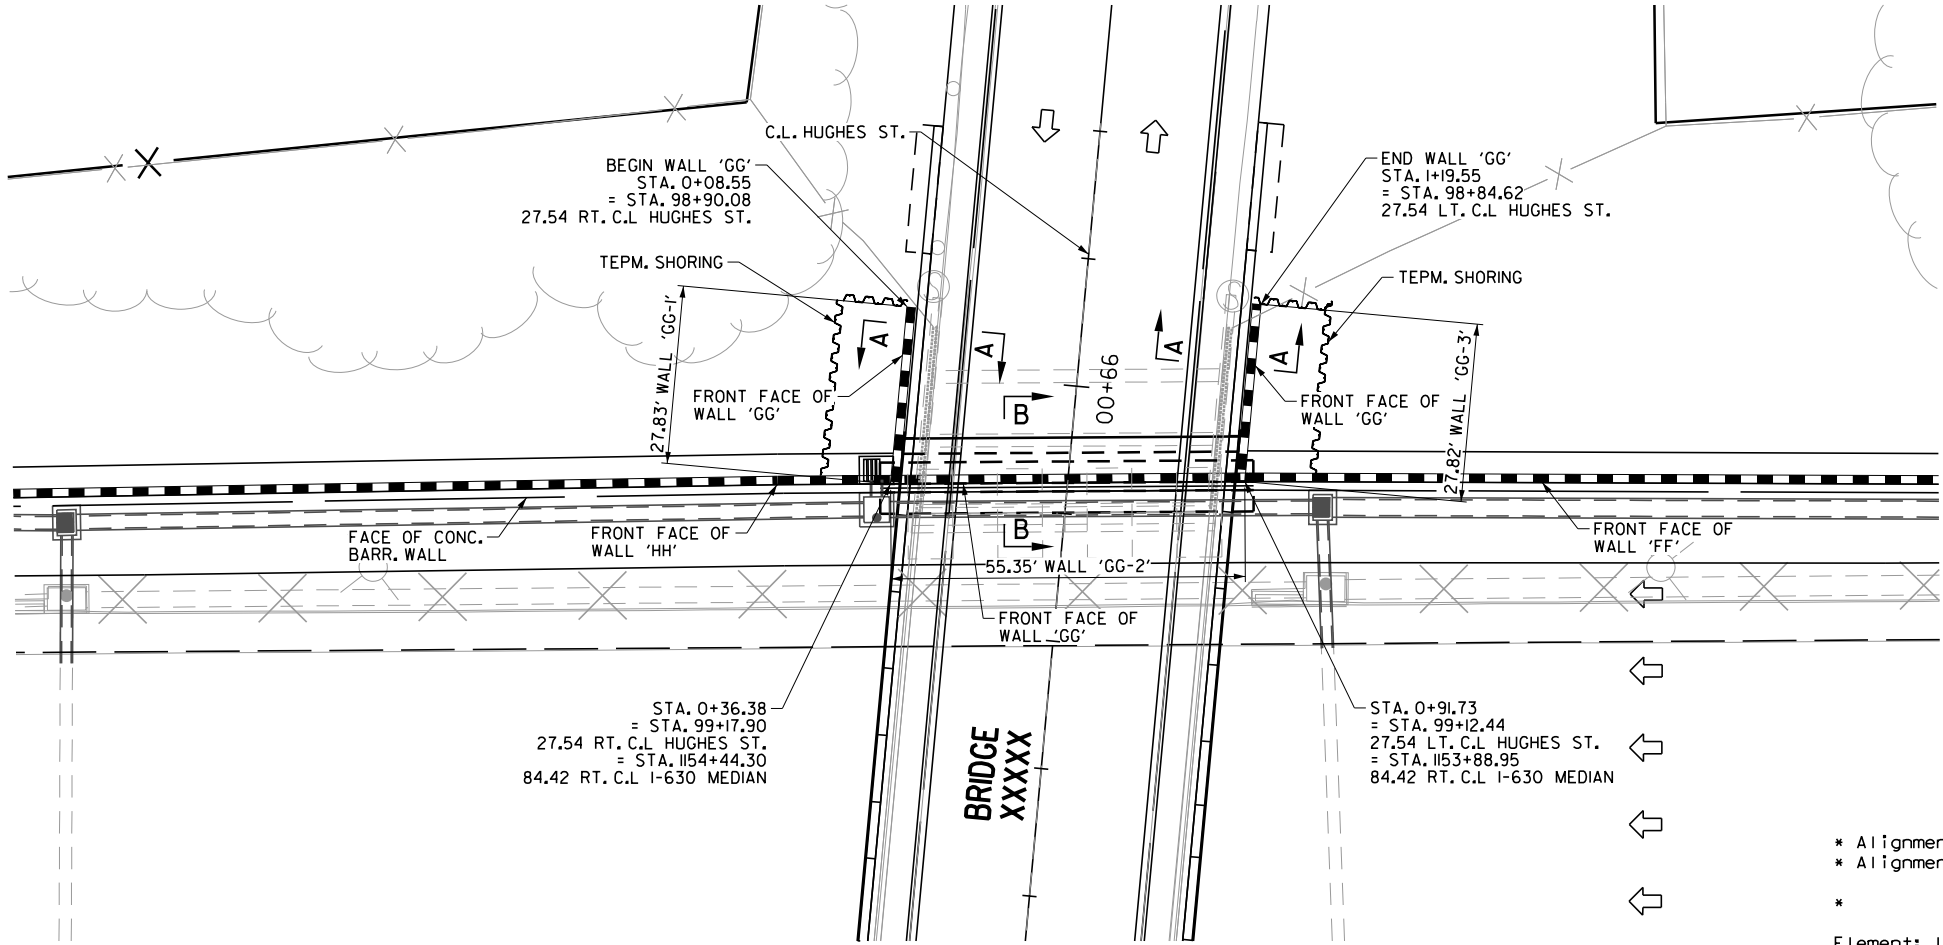 C.L. HUGHES ST.
BEGIN WALL 'GG'
STA. 0+08.55
= STA. 98+90.08
27.54 RT. C.L HUGHES ST.
END WALL 'GG'
STA. 1+19.55
= STA. 98+84.62
27.54 LT. C.L HUGHES ST.
TEPM. SHORING
TEPM. SHORING
27.83' WALL 'GG-1'
A
A
A
A
27.82' WALL 'GG-3'
FRONT FACE OF
WALL 'GG'
B
99+00
FRONT FACE OF
WALL 'GG'
FACE OF CONC.
BARR. WALL
FRONT FACE OF
WALL 'HH'
B
FRONT FACE OF
WALL 'FF'
55.35' WALL 'GG-2'
FRONT FACE OF
WALL 'GG'
STA. 0+36.38
= STA. 99+17.90
27.54 RT. C.L HUGHES ST.
= STA. 1154+44.30
84.42 RT. C.L I-630 MEDIAN
BRIDGE
XXXXX
STA. 0+91.73
= STA. 99+12.44
27.54 LT. C.L HUGHES ST.
= STA. 1153+88.95
84.42 RT. C.L I-630 MEDIAN
* Alignmen
* Alignmen
*